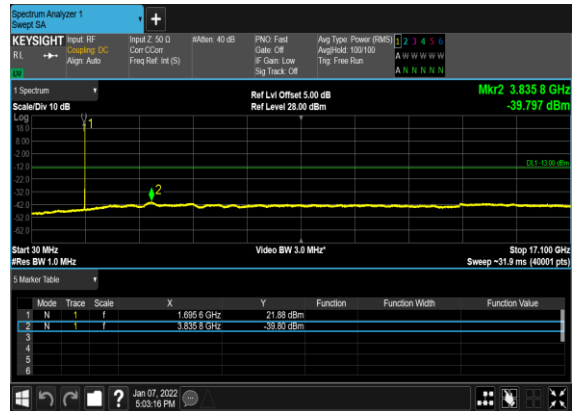 Spectrum Analyzer 1
Swept SA
+
KEYSIGHT Input: RF Input Z: 50 Ω #Atten: 40 dB PNO: Fast Avg Type: Power (RMS) 1 2 3 4 5 6
RL Coupling: DC Corr CCorr Gate: Off Avg|Hold: 100/100 A W W W W W
Align: Auto Freq Ref: Int (S) IF Gain: Low Trig: Free Run
Sig Track: Off A N N N N N
1 Spectrum Ref Lvl Offset 5.00 dB Mkr2 3.835 8 GHz
Scale/Div 10 dB Ref Level 28.00 dBm -39.797 dBm
Log
18.0
8.00
-2.00
-12.0
-22.0
-32.0
-42.0
-52.0
-62.0
1
DL1 -13.00 dBm
2
Start 30 MHz Video BW 3.0 MHz* Stop 17.100 GHz
#Res BW 1.0 MHz Sweep ~31.9 ms (40001 pts)
5 Marker Table
Mode Trace Scale X Y Function Function Width Function Value
1 N 1 f 1.695 6 GHz 21.88 dBm
2 N 1 f 3.835 8 GHz -39.80 dBm
3
4
5
6
? Jan 07, 2022
5:03:16 PM